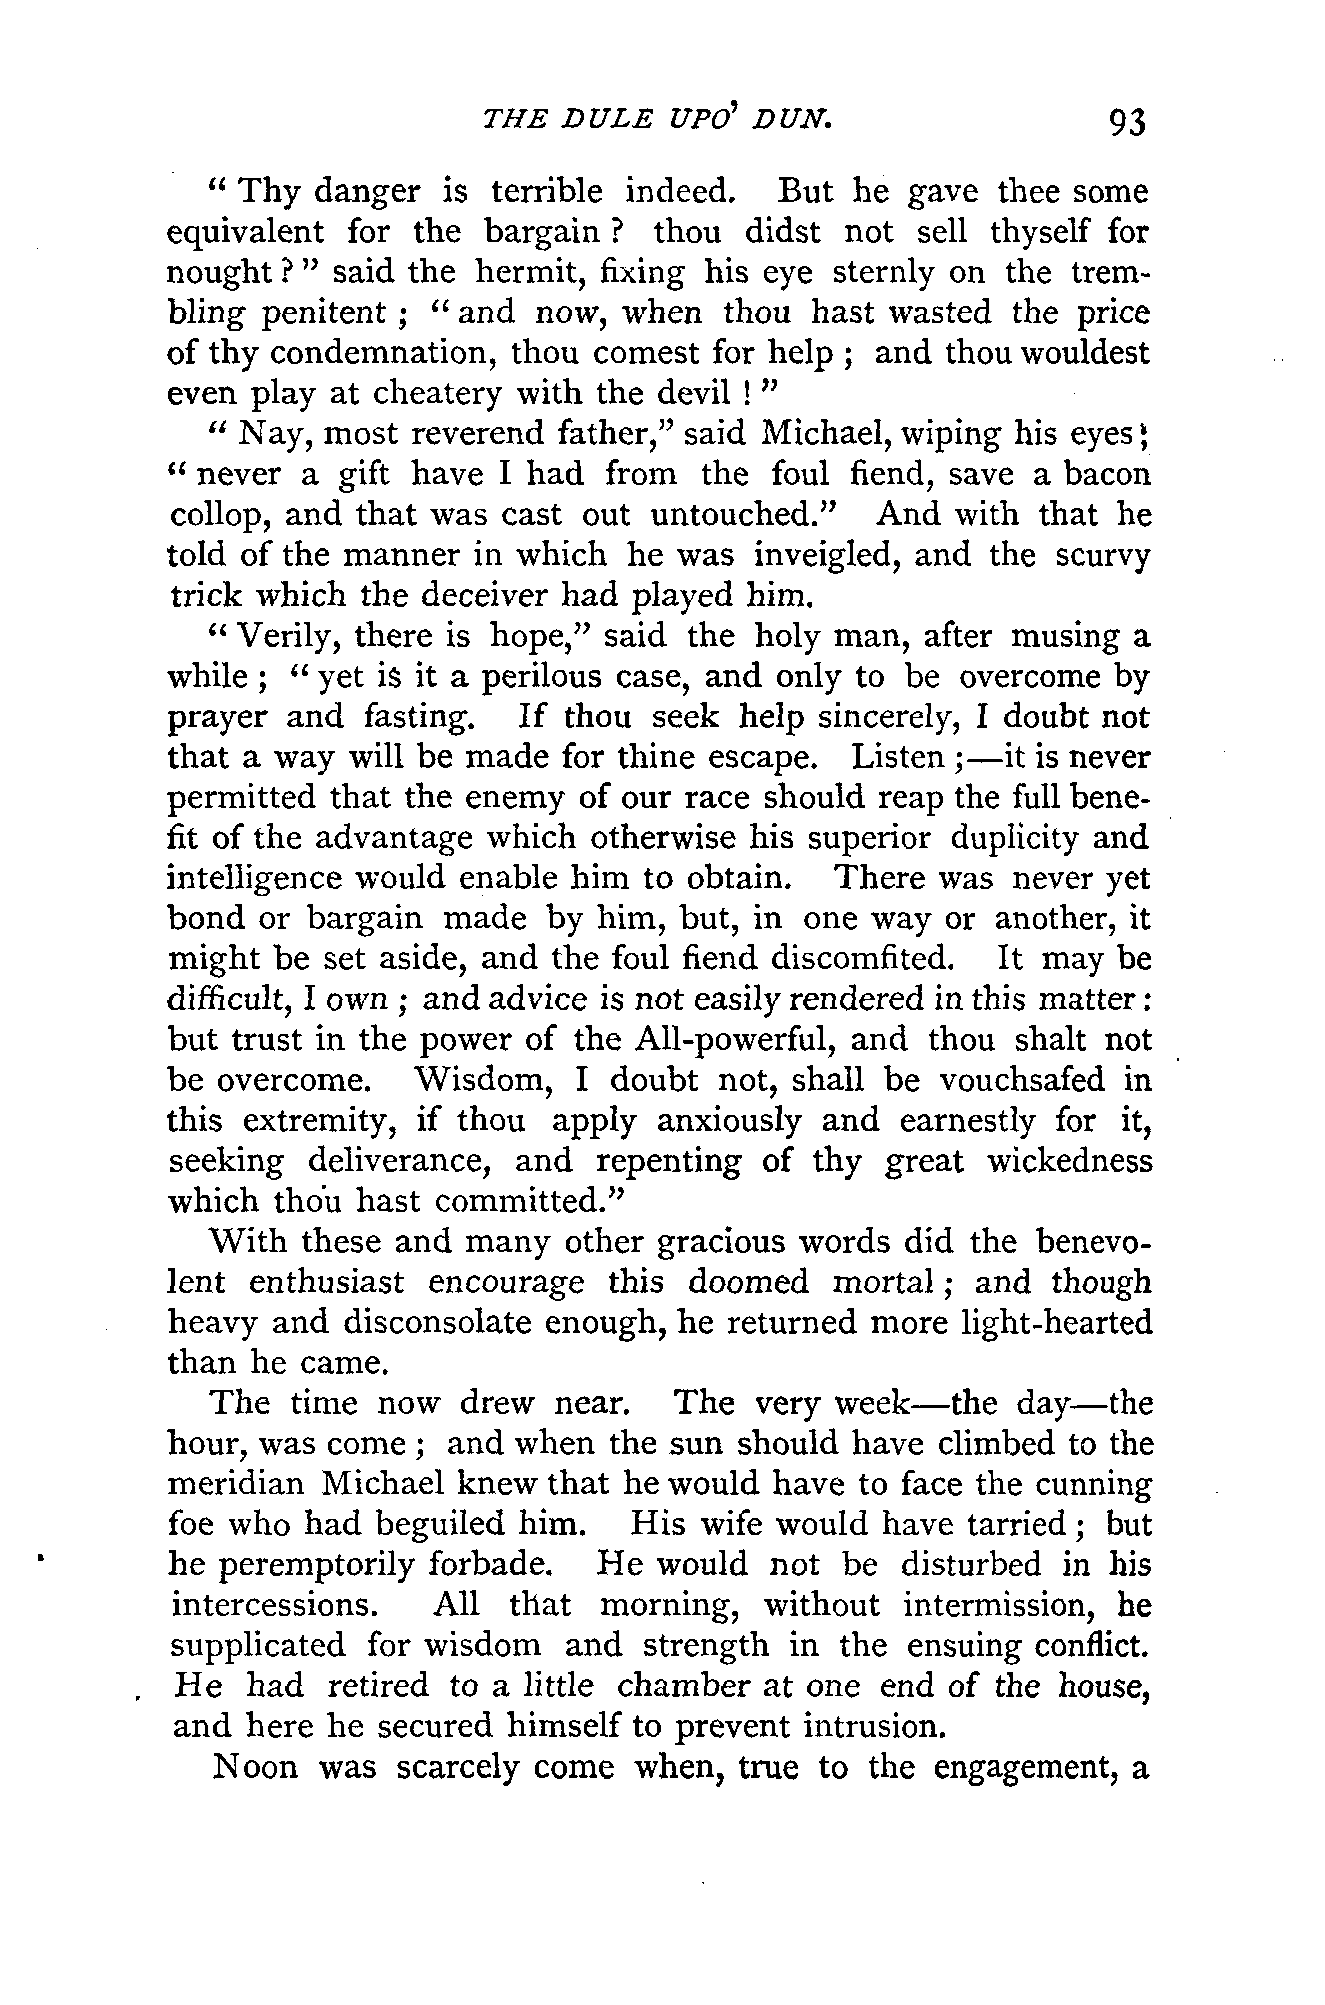 THE DULE UPO' DUN. 93
" Thy danger is terrible indeed. But he gave thee some
equivalent for the bargain ? thou didst not sell thyself for
nought ? " said the hermit, fixing his eye sternly on the trem-
bling penitent ; " and now, when thou hast wasted the price
of thy condemnation, thou comest for help ; and thou wouldest
even play at cheatery with the devil ! "
" Nay, most reverend father," said Michael, wiping his eyes ;
" never a gift have I had from the foul fiend, save a bacon
collop, and that was cast out untouched." And with that he
told of the manner in which he was inveigled, and the scurvy
trick which the deceiver had played him.
" Verily, there is hope," said the holy man, after musing a
while ; " yet is it a perilous case, and only to be overcome by
prayer and fasting. If thou seek help sincerely, I doubt not
that a way will be made for thine escape. Listen ;—it is never
permitted that the enemy of our race should reap the full bene-
fit of the advantage which otherwise his superior duplicity and
intelligence would enable him to obtain. There was never yet
bond or bargain made by him, but, in one way or another, it
might be set aside, and the foul fiend discomfited. It may be
difficult, I own ; and advice is not easily rendered in this matter :
but trust in the power of the All-powerful, and thou shalt not
be overcome. Wisdom, I doubt not, shall be vouchsafed in
this extremity, if thou apply anxiously and earnestly for it,
seeking deliverance, and repenting of thy great wickedness
which thou hast committed."
With these and many other gracious words did the benevo-
lent enthusiast encourage this doomed mortal ; and though
heavy and disconsolate enough, he returned more light-hearted
than he came.
The time now drew near. The very week—the day—the
hour, was come ; and when the sun should have climbed to the
meridian Michael knew that he would have to face the cunning
foe who had beguiled him. His wife would have tarried ; but
he peremptorily forbade. He would not be disturbed in his
intercessions. All that morning, without intermission, he
supplicated for wisdom and strength in the ensuing conflict.
He had retired to a little chamber at one end of the house,
and here he secured himself to prevent intrusion.
Noon was scarcely come when, true to the engagement, a